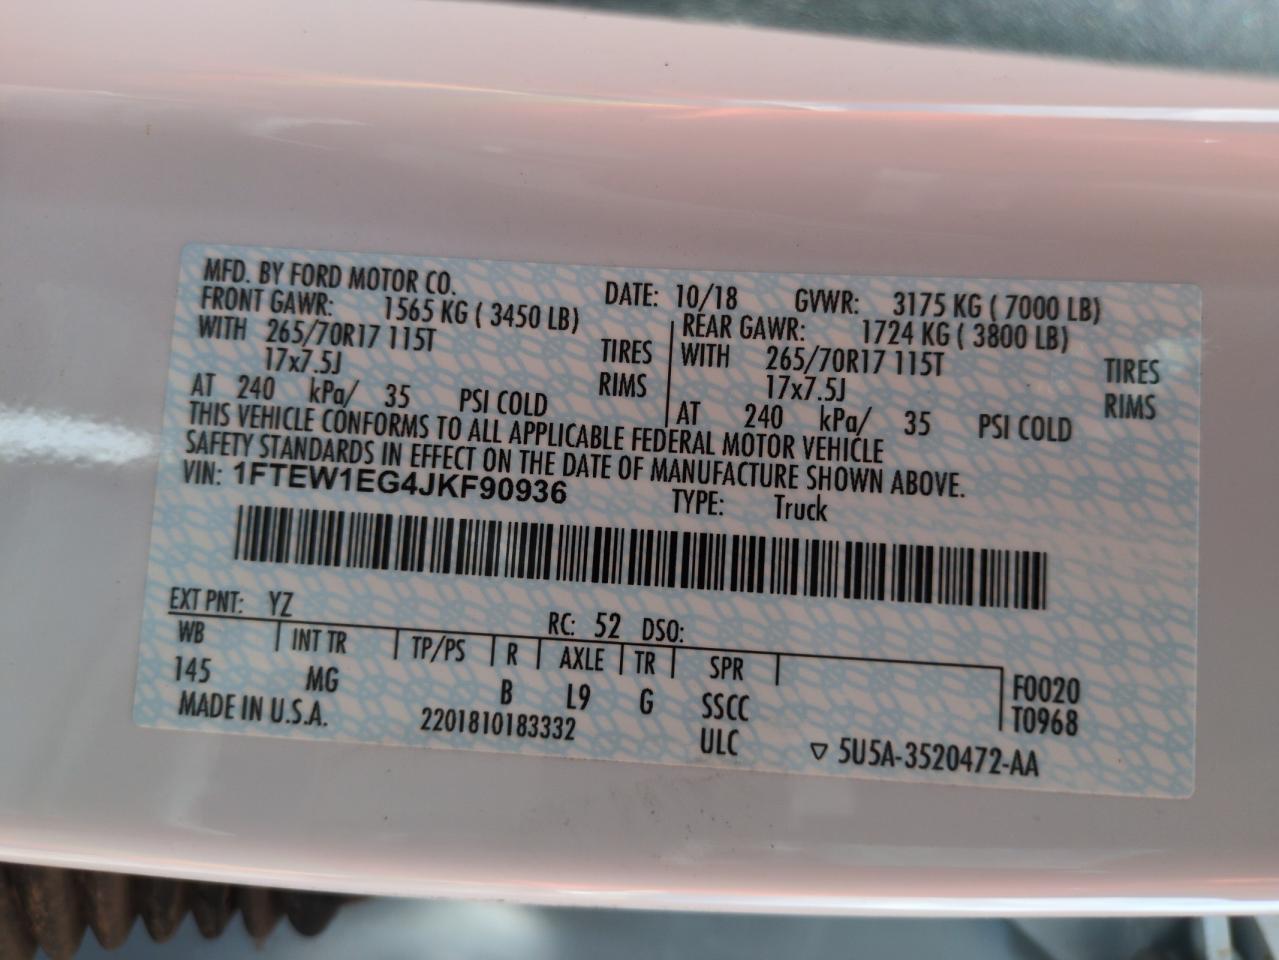 MFD. BY FORD MOTOR CO.
DATE: 10/18 GVWR: 3175 KG ( 7000 LB)
FRONT GAWR: 1565 KG ( 3450 LB)
WITH 265/70R17 115T TIRES
17x7.5J RIMS
AT 240 kPa/ 35 PSI COLD
REAR GAWR: 1724 KG ( 3800 LB)
WITH 265/70R17 115T TIRES
17x7.5J RIMS
AT 240 kPa/ 35 PSI COLD
THIS VEHICLE CONFORMS TO ALL APPLICABLE FEDERAL MOTOR VEHICLE
SAFETY STANDARDS IN EFFECT ON THE DATE OF MANUFACTURE SHOWN ABOVE.
VIN: 1FTEW1EG4JKF90936 TYPE: Truck
EXT PNT: YZ RC: 52 DSO:
WB INT TR TP/PS R AXLE TR SPR
145 MG B L9 G SSCC
F0020
T0968
MADE IN U.S.A. 2201810183332 ULC ▽ 5U5A-3520472-AA